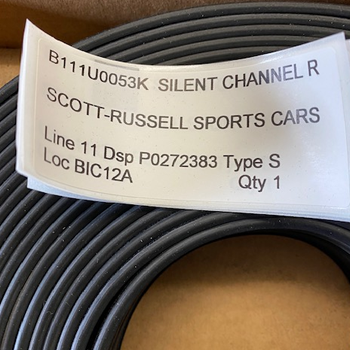 B111U0053K SILENT CHANNEL R
SCOTT-RUSSELL SPORTS CARS
Line 11 Dsp P0272383 Type S
Loc BIC12A Qty 1